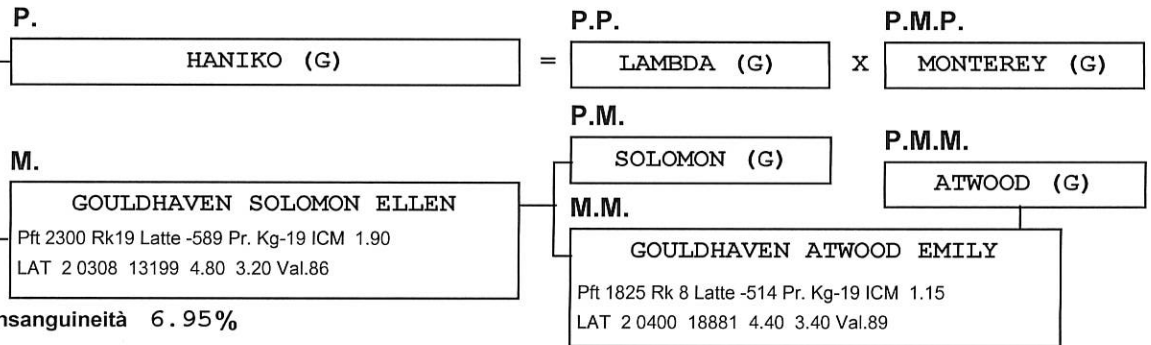 P.
P.P.
P.M.P.
HANIKO (G)
=
LAMBDA (G)
X
MONTEREY (G)
P.M.
P.M.M.
SOLOMON (G)
M.
ATWOOD (G)
GOULDHAVEN SOLOMON ELLEN
M.M.
Pft 2300 Rk19 Latte -589 Pr. Kg-19 ICM 1.90
GOULDHAVEN ATWOOD EMILY
LAT 2 0308 13199 4.80 3.20 Val.86
Pft 1825 Rk 8 Latte -514 Pr. Kg-19 ICM 1.15
nsanguineità 6.95%
LAT 2 0400 18881 4.40 3.40 Val.89